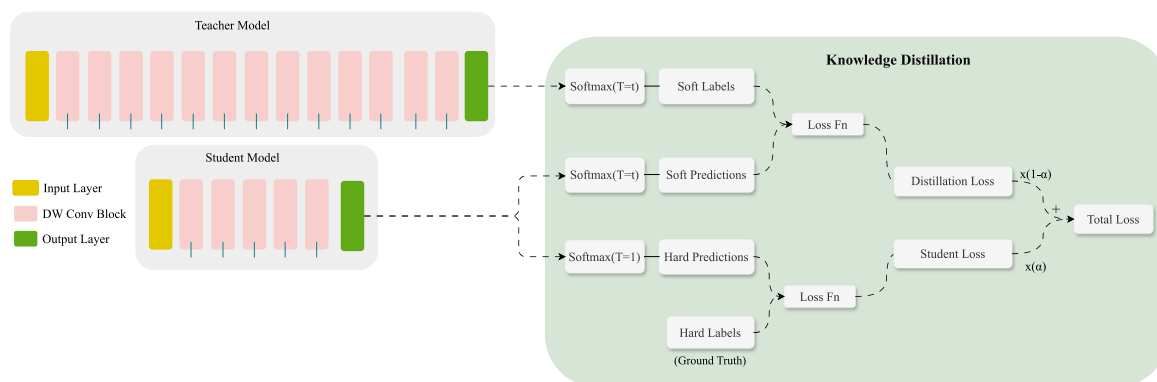 Teacher Model
Student Model
Input Layer
DW Conv Block
Output Layer
Knowledge Distillation
Softmax(T=t)
Soft Labels
Loss Fn
Softmax(T=t)
Soft Predictions
Distillation Loss
x(1-α)
+
Total Loss
Softmax(T=1)
Hard Predictions
Student Loss
x(α)
Loss Fn
Hard Labels
(Ground Truth)